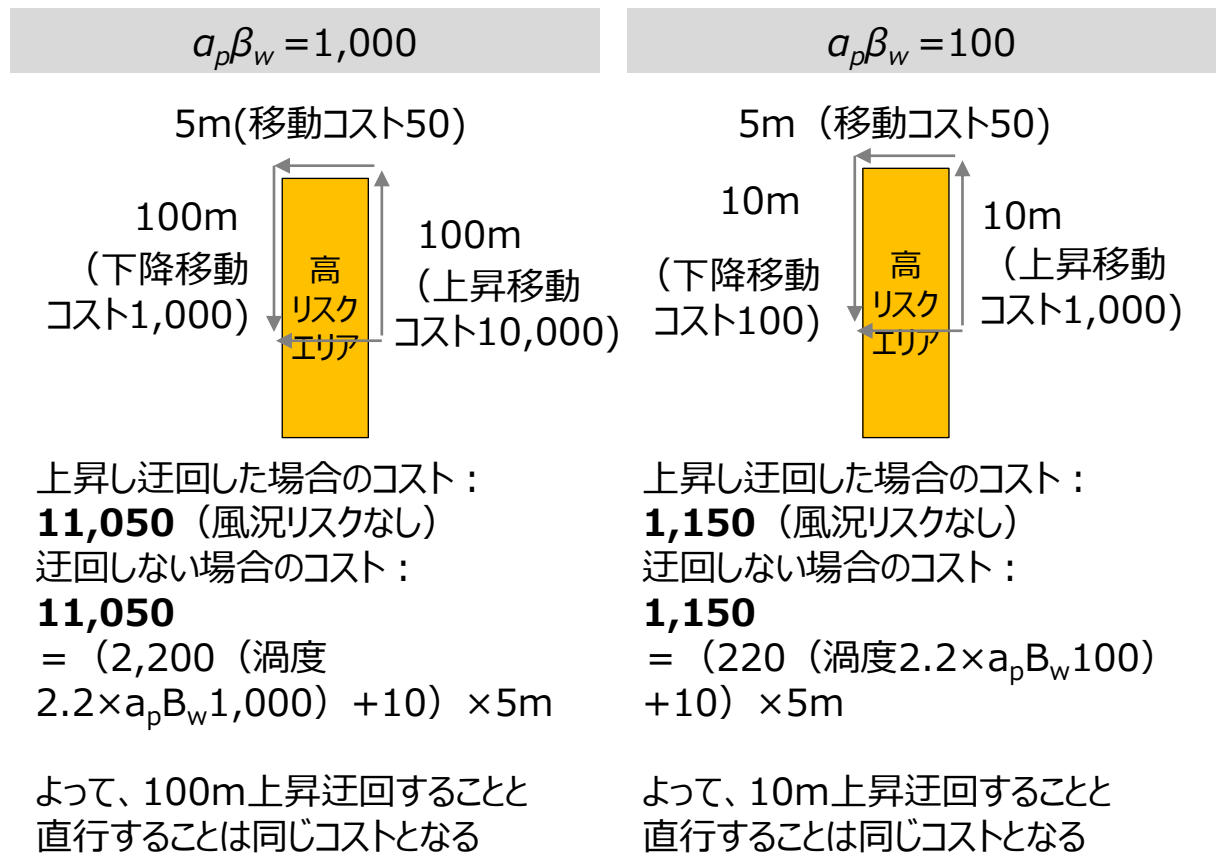 αpβw =1,000
5m(移動コスト50)
100m
（下降移動
コスト1,000)
高
リスク
エリア
100m
（上昇移動
コスト10,000)
上昇し迂回した場合のコスト：
11,050（風況リスクなし）
迂回しない場合のコスト：
11,050
＝（2,200（渦度
2.2×apBw1,000）+10）×5m
よって、100m上昇迂回することと
直行することは同じコストとなる
αpβw =100
5m（移動コスト50)
10m
（下降移動
コスト100)
高
リスク
エリア
10m
（上昇移動
コスト1,000)
上昇し迂回した場合のコスト：
1,150（風況リスクなし）
迂回しない場合のコスト：
1,150
＝（220（渦度2.2×apBw100）
+10）×5m
よって、10m上昇迂回することと
直行することは同じコストとなる